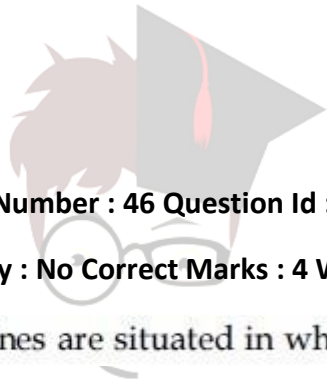 Number : 46 Question Id :
y : No Correct Marks : 4 W
nes are situated in wh